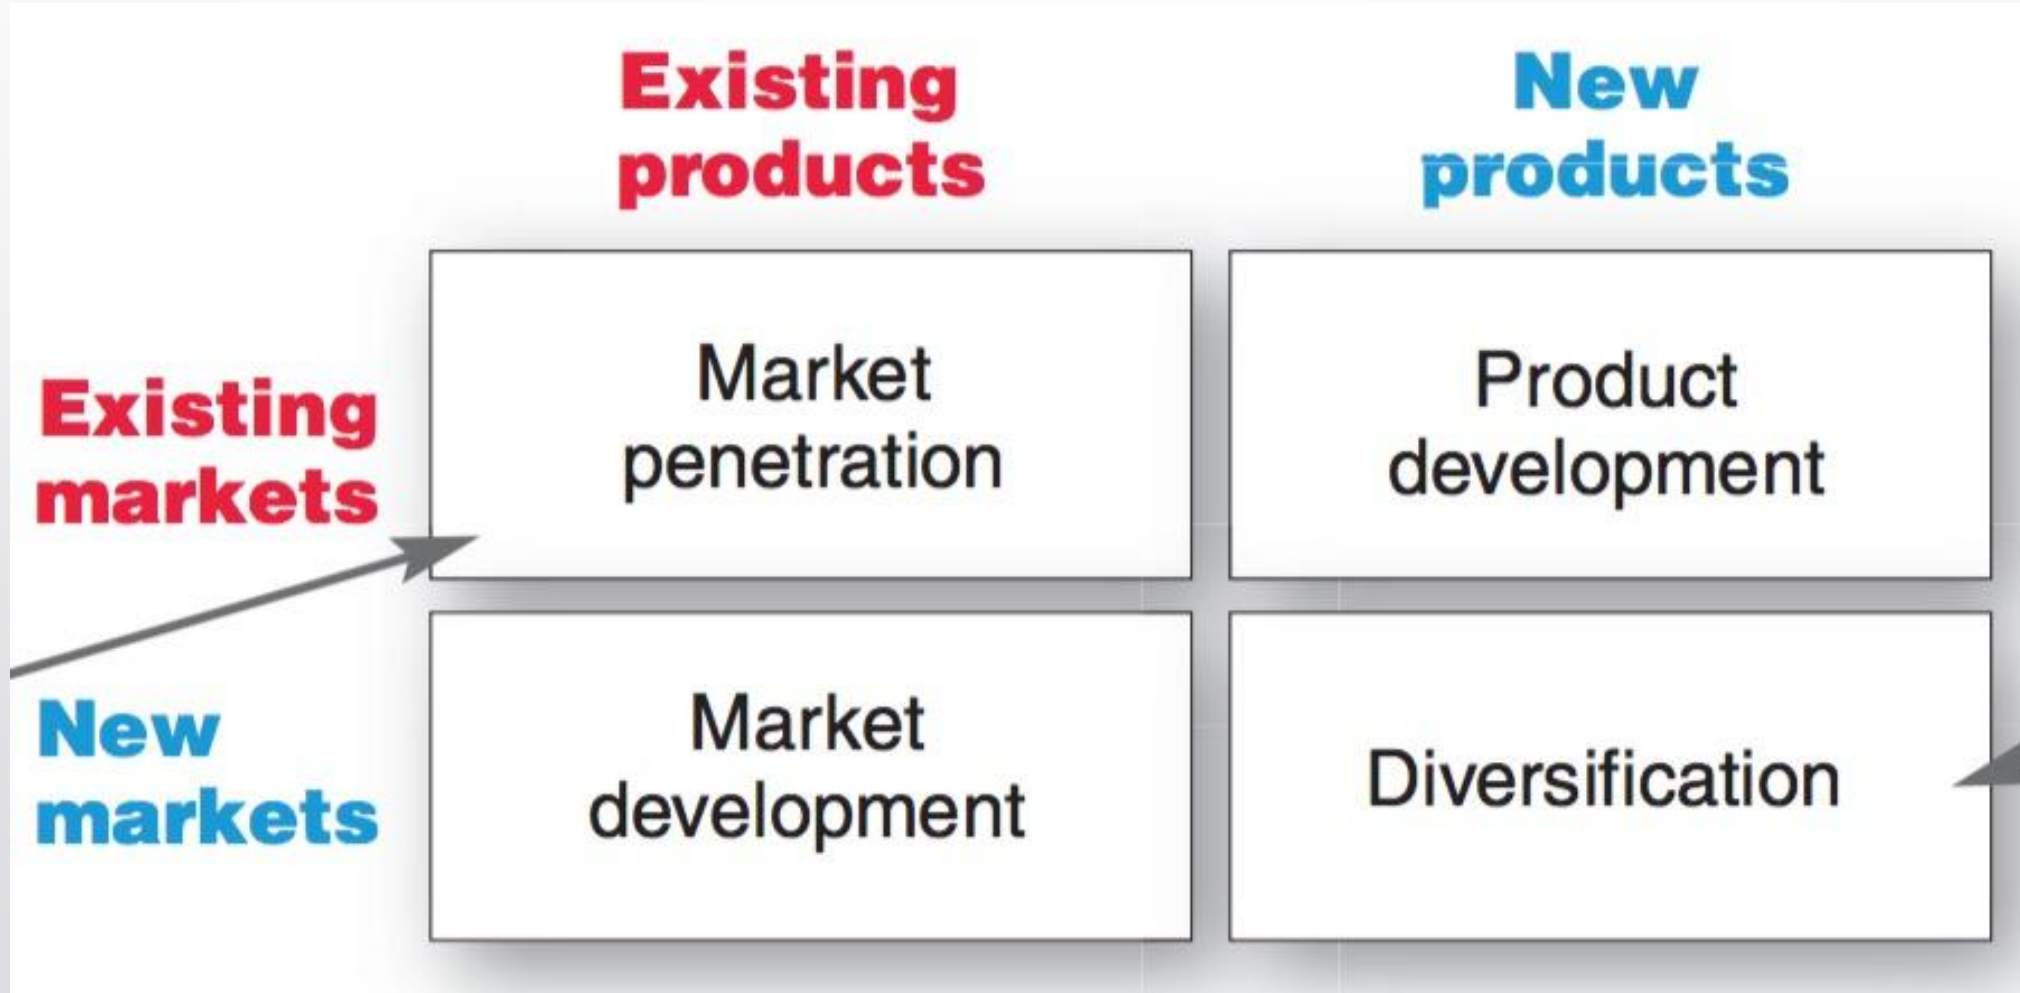 Existing
products
New
products
Existing
markets
Market
penetration
Product
development
New
markets
Market
development
Diversification